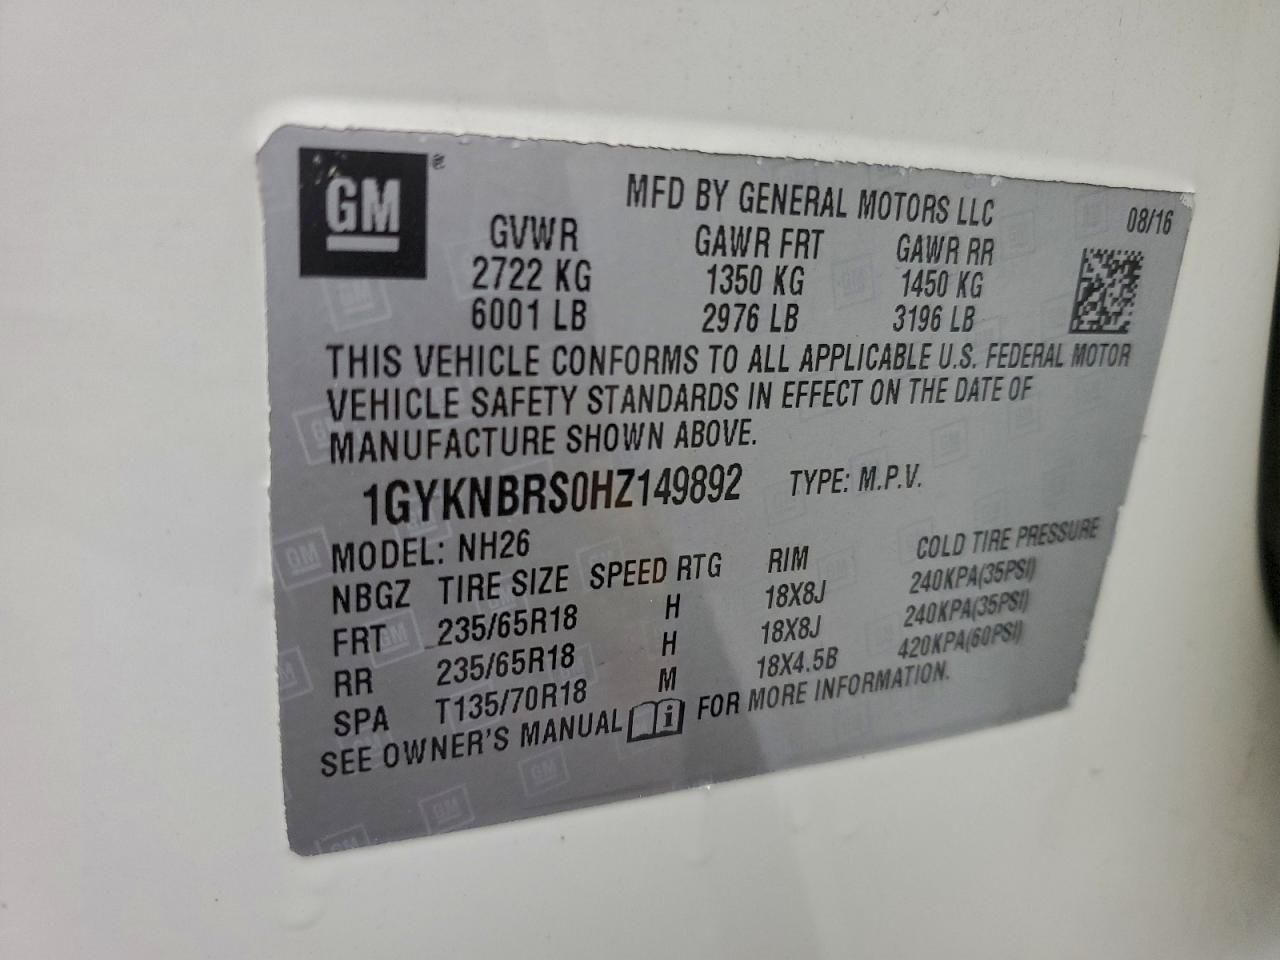 GM ®
MFD BY GENERAL MOTORS LLC 08/16
GVWR GAWR FRT GAWR RR
2722 KG 1350 KG 1450 KG
6001 LB 2976 LB 3196 LB
THIS VEHICLE CONFORMS TO ALL APPLICABLE U.S. FEDERAL MOTOR
VEHICLE SAFETY STANDARDS IN EFFECT ON THE DATE OF
MANUFACTURE SHOWN ABOVE.
1GYKNBRS0HZ149892 TYPE: M.P.V.
MODEL: NH26
NBGZ TIRE SIZE SPEED RTG RIM COLD TIRE PRESSURE
FRT 235/65R18 H 18X8J 240KPA(35PSI)
RR 235/65R18 H 18X8J 240KPA(35PSI)
SPA T135/70R18 M 18X4.5B 420KPA(60PSI)
SEE OWNER'S MANUAL i FOR MORE INFORMATION.